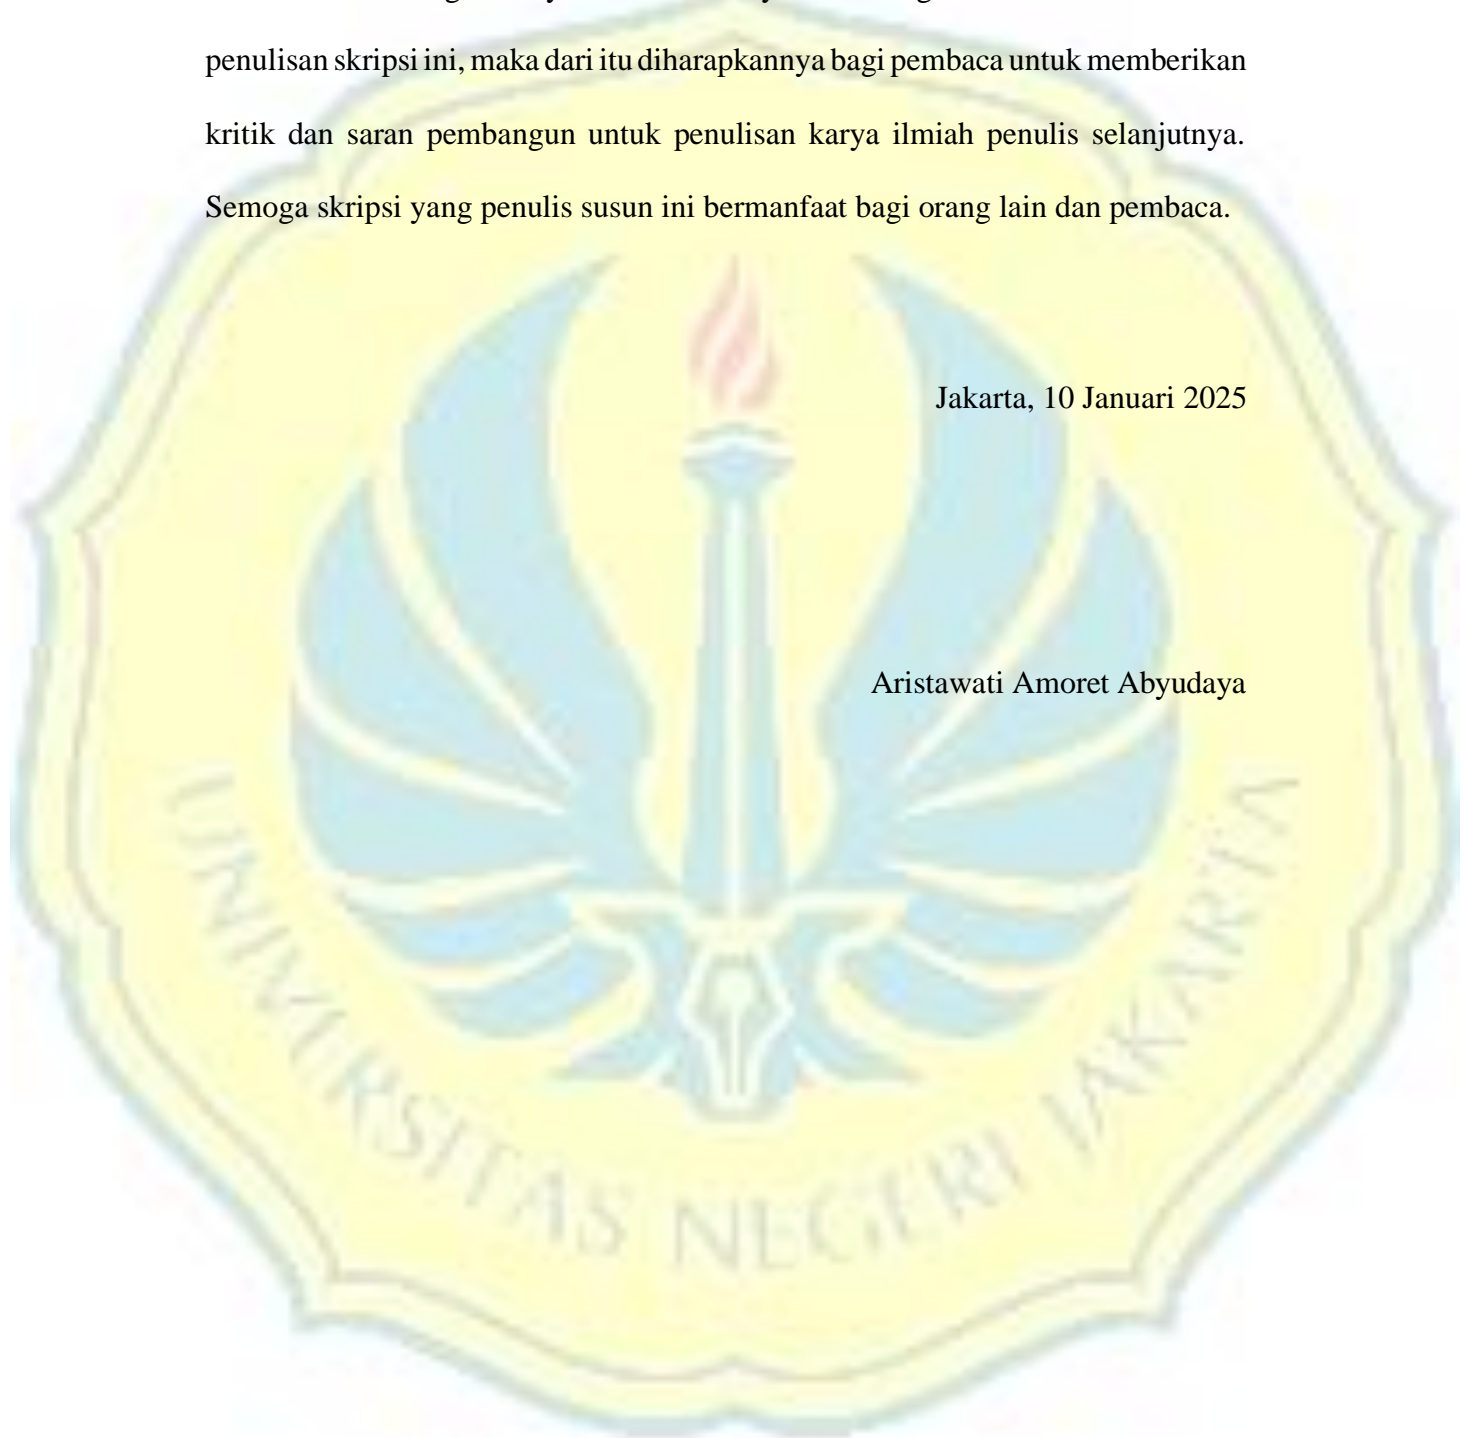 penulisan skripsi ini, maka dari itu diharapkannya bagi pembaca untuk memberikan
kritik dan saran pembangun untuk penulisan karya ilmiah penulis selanjutnya.
Semoga skripsi yang penulis susun ini bermanfaat bagi orang lain dan pembaca.
Jakarta, 10 Januari 2025
Aristawati Amoret Abyudaya
UNIVERSITAS NEGERI JAKARTA